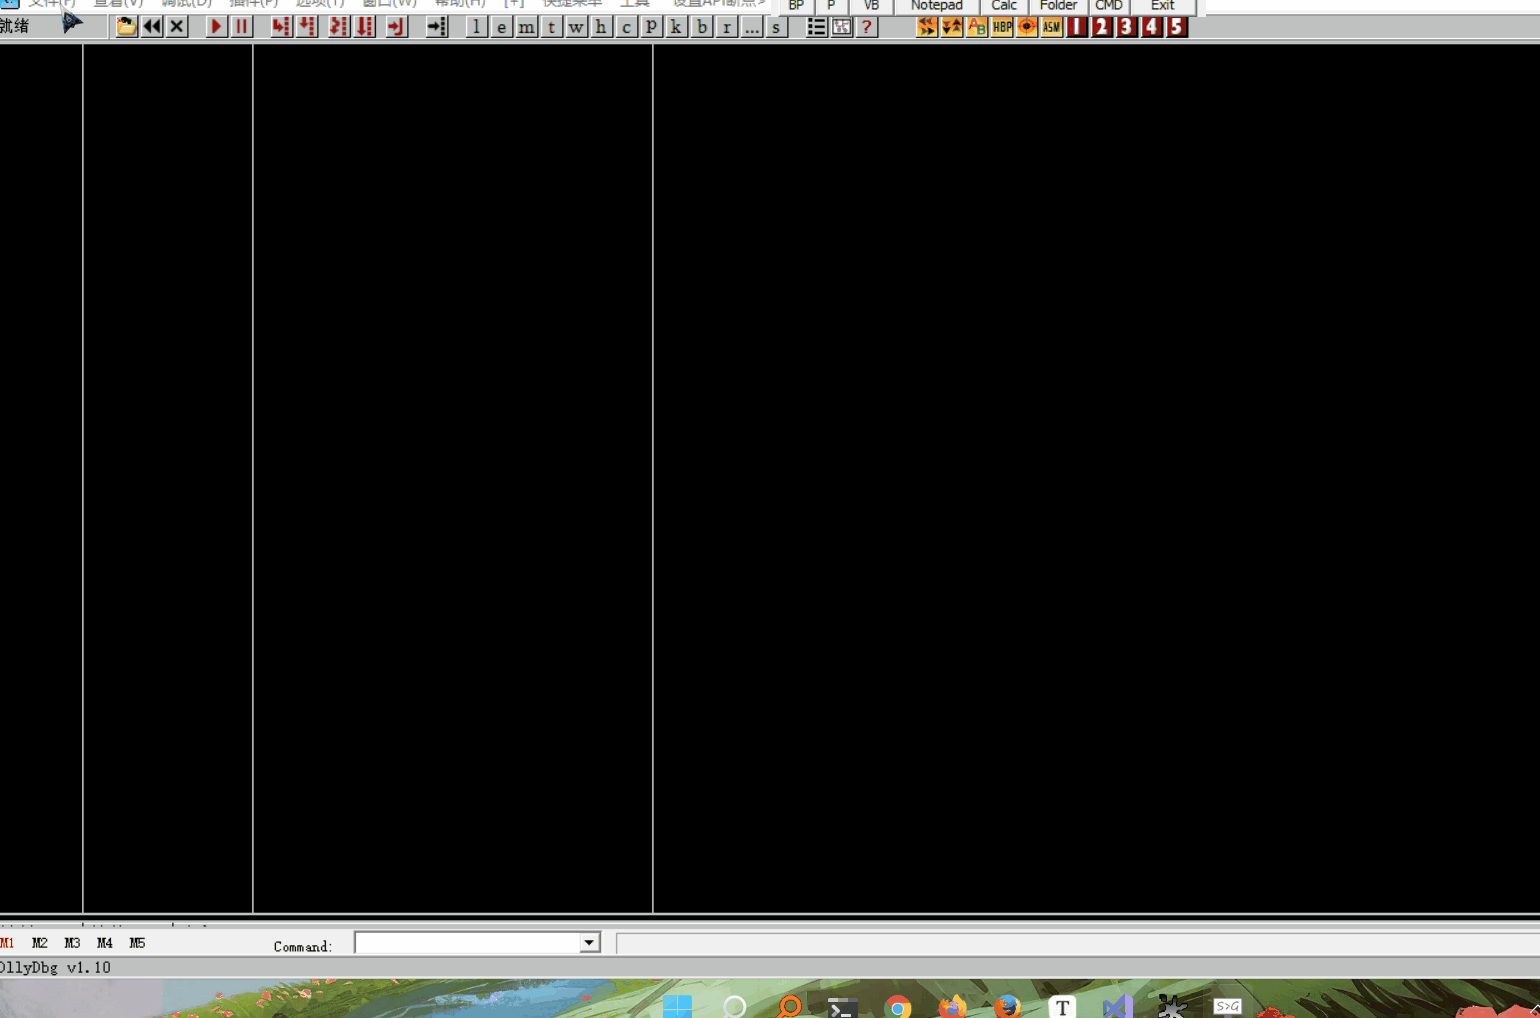 文件(F) 查看(V) 调试(D) 插件(P) 选项(T) 窗口(W) 帮助(H) [+] 快捷菜单 工具 设置API断点> BP P VB Notepad Calc Folder CMD Exit
就绪 l e m t w h c p k b r ... s ? AB HBP ASM 1 2 3 4 5
M1 M2 M3 M4 M5 Command:
OllyDbg v1.10
T S>G